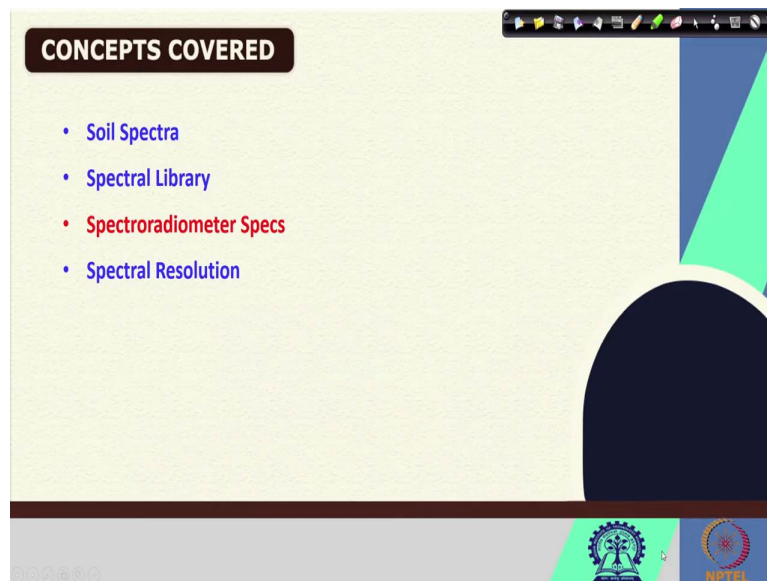 CONCEPTS COVERED
• Soil Spectra
• Spectral Library
• Spectroradiometer Specs
• Spectral Resolution
NPTEL